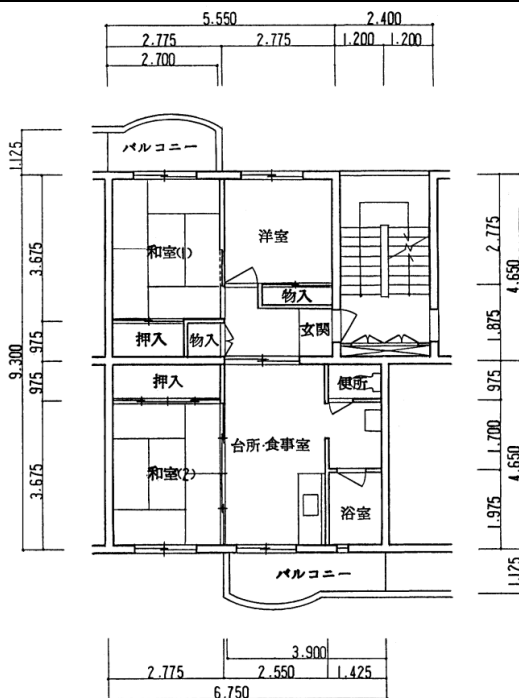 5.550
2.400
2.775
2.775
1.200
1.200
2.700
バルコニー
1.125
3.675
975
975
3.675
9.300
和室(1)
洋室
物入
押入
物入
玄関
2.775
1.875
4.650
押入
便所
975
1.700
1.975
4.650
台所・食事室
和室(2)
浴室
バルコニー
1.125
3.900
2.775
2.550
1.425
6.750